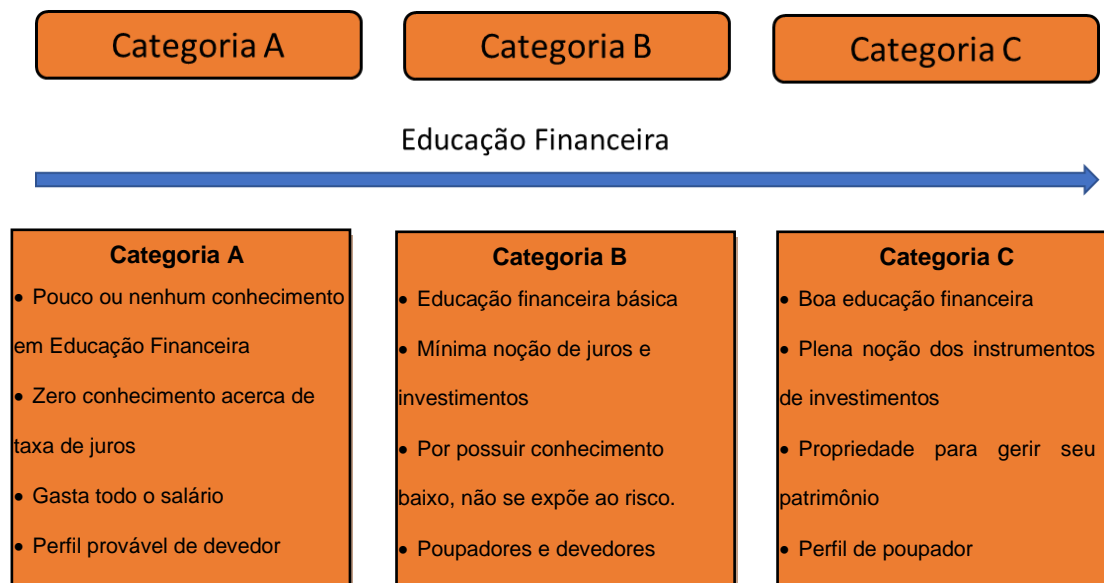 Categoria A
Categoria B
Categoria C
Educação Financeira
Categoria A
• Pouco ou nenhum conhecimento
em Educação Financeira
• Zero conhecimento acerca de
taxa de juros
• Gasta todo o salário
• Perfil provável de devedor
Categoria B
• Educação financeira básica
• Mínima noção de juros e
investimentos
• Por possuir conhecimento
baixo, não se expõe ao risco.
• Poupadores e devedores
Categoria C
• Boa educação financeira
• Plena noção dos instrumentos
de investimentos
• Propriedade para gerir seu
patrimônio
• Perfil de poupador